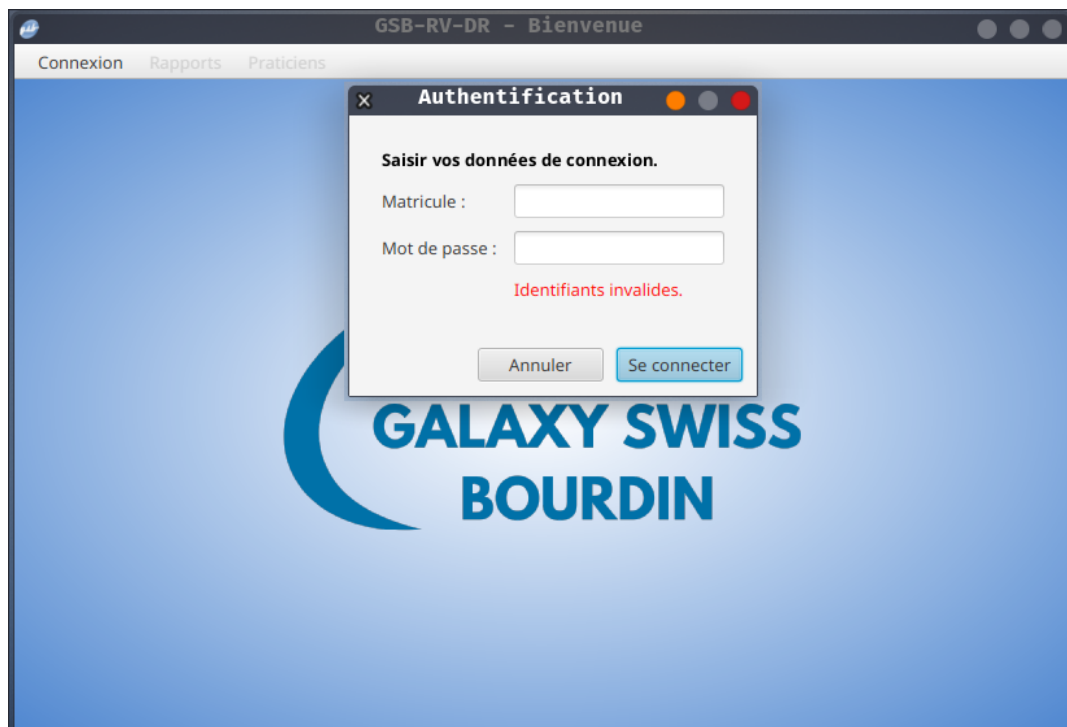 GSB-RV-DR - Bienvenue
Connexion Rapports Praticiens
Authentification
Saisir vos données de connexion.
Matricule :
Mot de passe :
Identifiants invalides.
Annuler Se connecter
GALAXY SWISS
BOURDIN